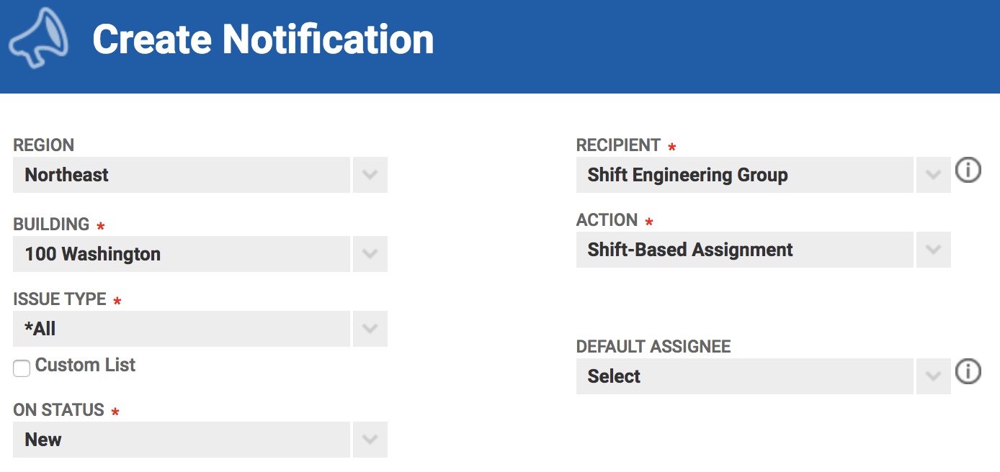 Create Notification
REGION
Northeast
BUILDING *
100 Washington
ISSUE TYPE *
*All
Custom List
ON STATUS *
New
RECIPIENT *
Shift Engineering Group
ACTION *
Shift-Based Assignment
DEFAULT ASSIGNEE
Select